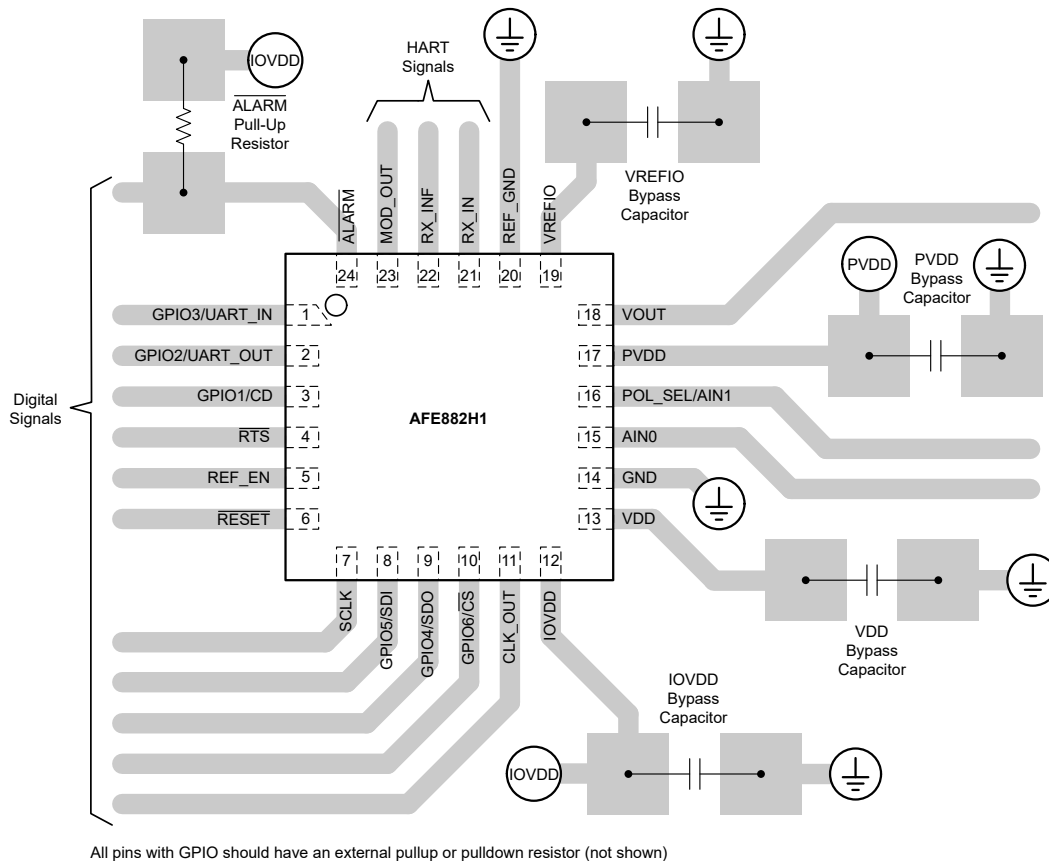 IOVDD
ALARM
Pull-Up
Resistor
HART
Signals
VREFIO
Bypass
Capacitor
ALARM
MOD_OUT
RX_INF
RX_IN
REF_GND
VREFIO
24 23 22 21 20 19
PVDD
PVDD
Bypass
Capacitor
GPIO3/UART_IN 1
GPIO2/UART_OUT 2
GPIO1/CD 3
RTS 4
REF_EN 5
RESET 6
Digital
Signals
AFE882H1
18 VOUT
17 PVDD
16 POL_SEL/AIN1
15 AIN0
14 GND
13 VDD
7 8 9 10 11 12
SCLK
GPIO5/SDI
GPIO4/SDO
GPIO6/CS
CLK_OUT
IOVDD
VDD
Bypass
Capacitor
IOVDD
Bypass
Capacitor
IOVDD
All pins with GPIO should have an external pullup or pulldown resistor (not shown)